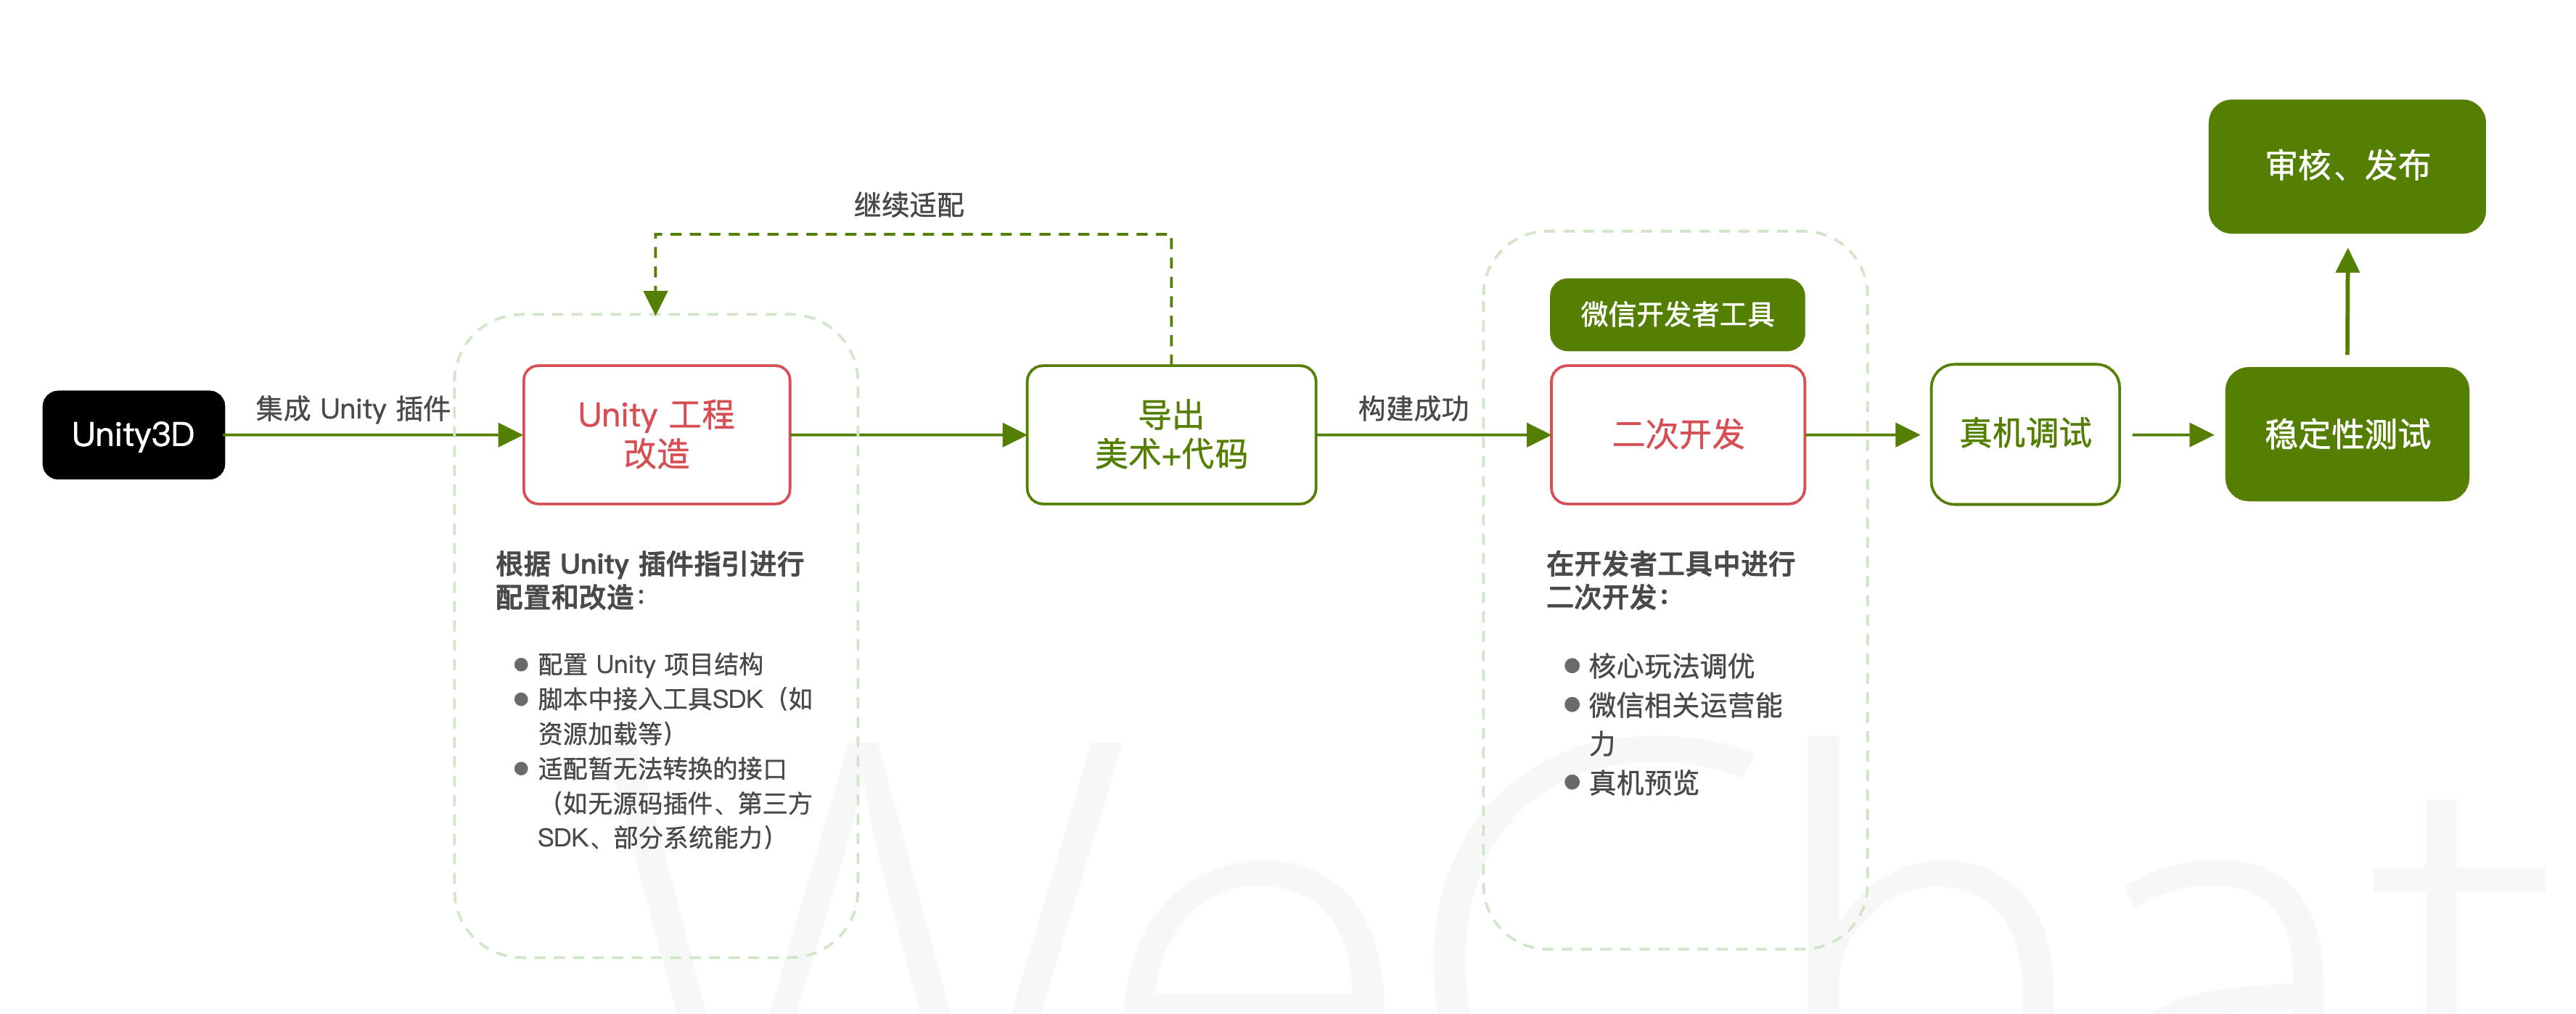 审核、发布
继续适配
微信开发者工具
Unity3D
集成 Unity 插件
Unity 工程
改造
导出
美术+代码
构建成功
二次开发
真机调试
稳定性测试
根据 Unity 插件指引进行
配置和改造：
配置 Unity 项目结构
脚本中接入工具SDK（如
资源加载等）
适配暂无法转换的接口
（如无源码插件、第三方
SDK、部分系统能力）
在开发者工具中进行
二次开发：
核心玩法调优
微信相关运营能
力
真机预览
WeChat